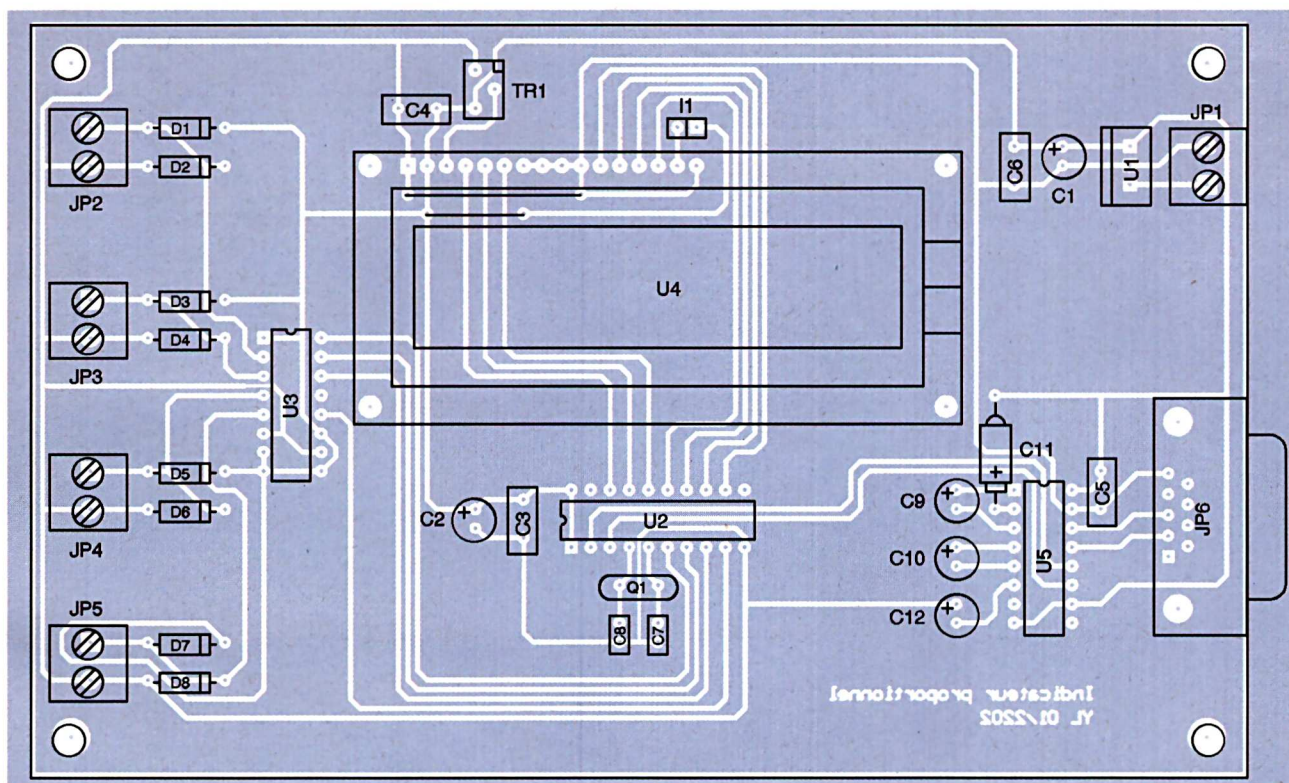 TR1
C4
I1
JP1
D1
D2
JP2
C6
C1
U1
U4
D3
D4
JP3
U3
C11
D5
D6
JP4
C2
C3
U2
C9
C5
JP6
C10
U5
Q1
C12
C8
C7
JP5
D7
D8
Indicateur proportionnel
YL 01/2202